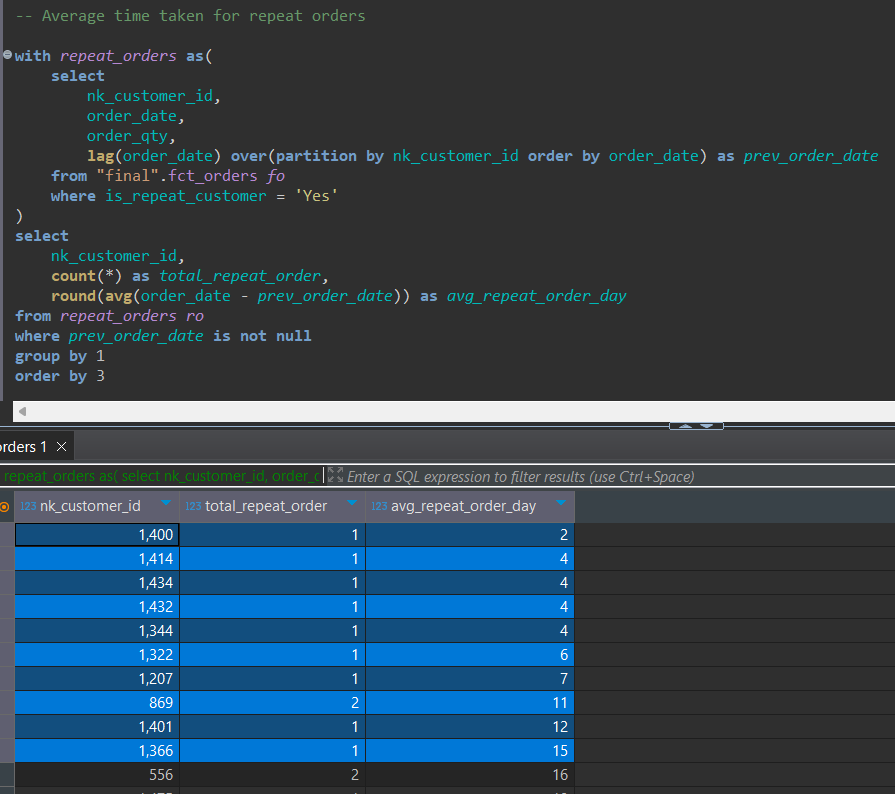 -- Average time taken for repeat orders
with repeat_orders as(
select
nk_customer_id,
order_date,
order_qty,
lag(order_date) over(partition by nk_customer_id order by order_date) as prev_order_date
from "final".fct_orders fo
where is_repeat_customer = 'Yes'
)
select
nk_customer_id,
count(*) as total_repeat_order,
round(avg(order_date - prev_order_date)) as avg_repeat_order_day
from repeat_orders ro
where prev_order_date is not null
group by 1
order by 3
orders 1
repeat_orders as( select nk_customer_id, order_d Enter a SQL expression to filter results (use Ctrl+Space)
123 nk_customer_id 123 total_repeat_order 123 avg_repeat_order_day
1,400 1 2
1,414 1 4
1,434 1 4
1,432 1 4
1,344 1 4
1,322 1 6
1,207 1 7
869 2 11
1,401 1 12
1,366 1 15
556 2 16